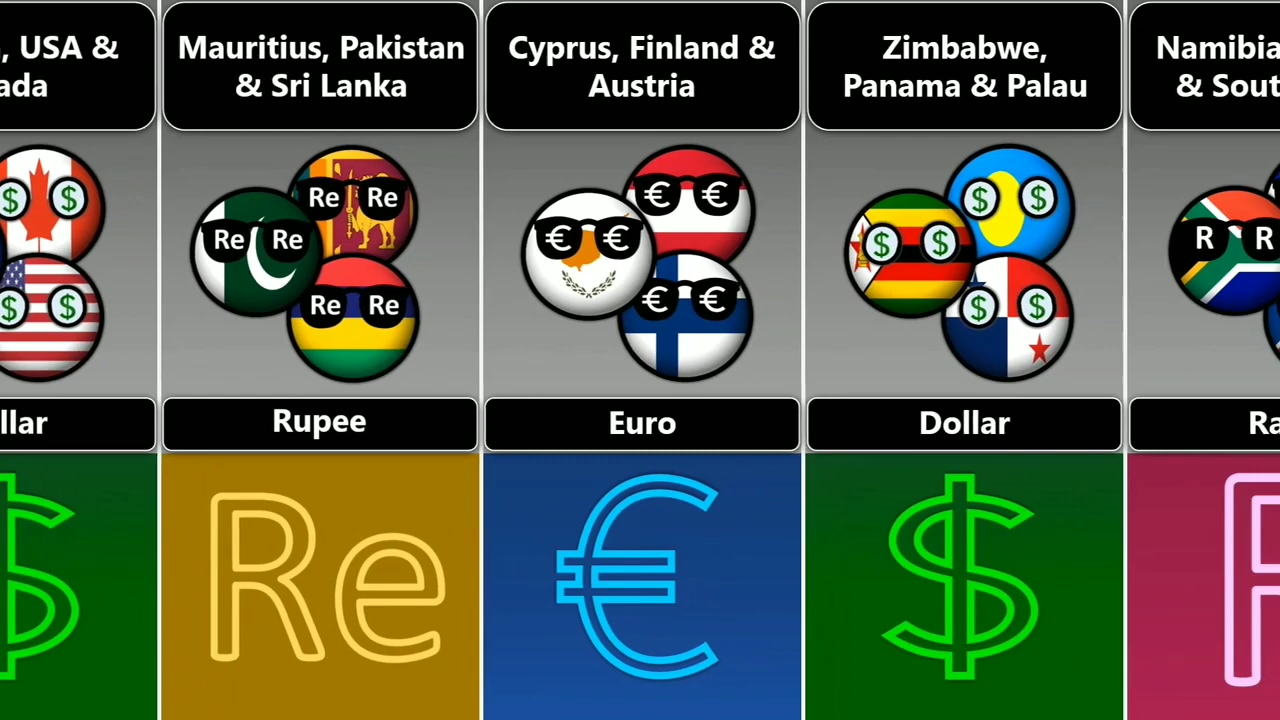 , USA &
ada
Mauritius, Pakistan
& Sri Lanka
Cyprus, Finland &
Austria
Zimbabwe,
Panama & Palau
Namibia
& Sout
$ $
$ $
Re Re
Re Re
Re Re
€ €
€ €
€ €
$ $
$ $
$ $
R R
llar
Rupee
Euro
Dollar
Ra
$
Re
€
$
R